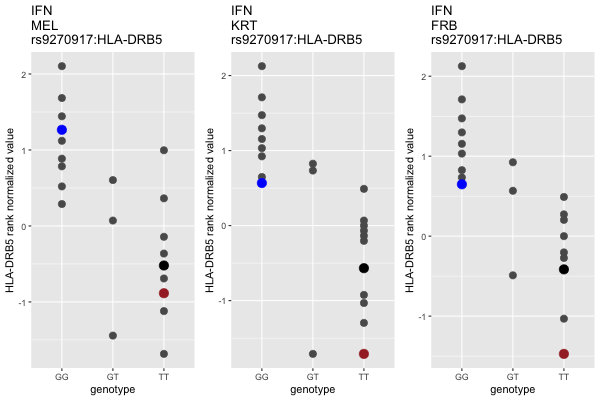 IFN
MEL
rs9270917:HLA-DRB5
HLA-DRB5 rank normalized value
2
1
0
-1
GG
GT
TT
genotype
IFN
KRT
rs9270917:HLA-DRB5
HLA-DRB5 rank normalized value
2
1
0
-1
GG
GT
TT
genotype
IFN
FRB
rs9270917:HLA-DRB5
HLA-DRB5 rank normalized value
2
1
0
-1
GG
GT
TT
genotype